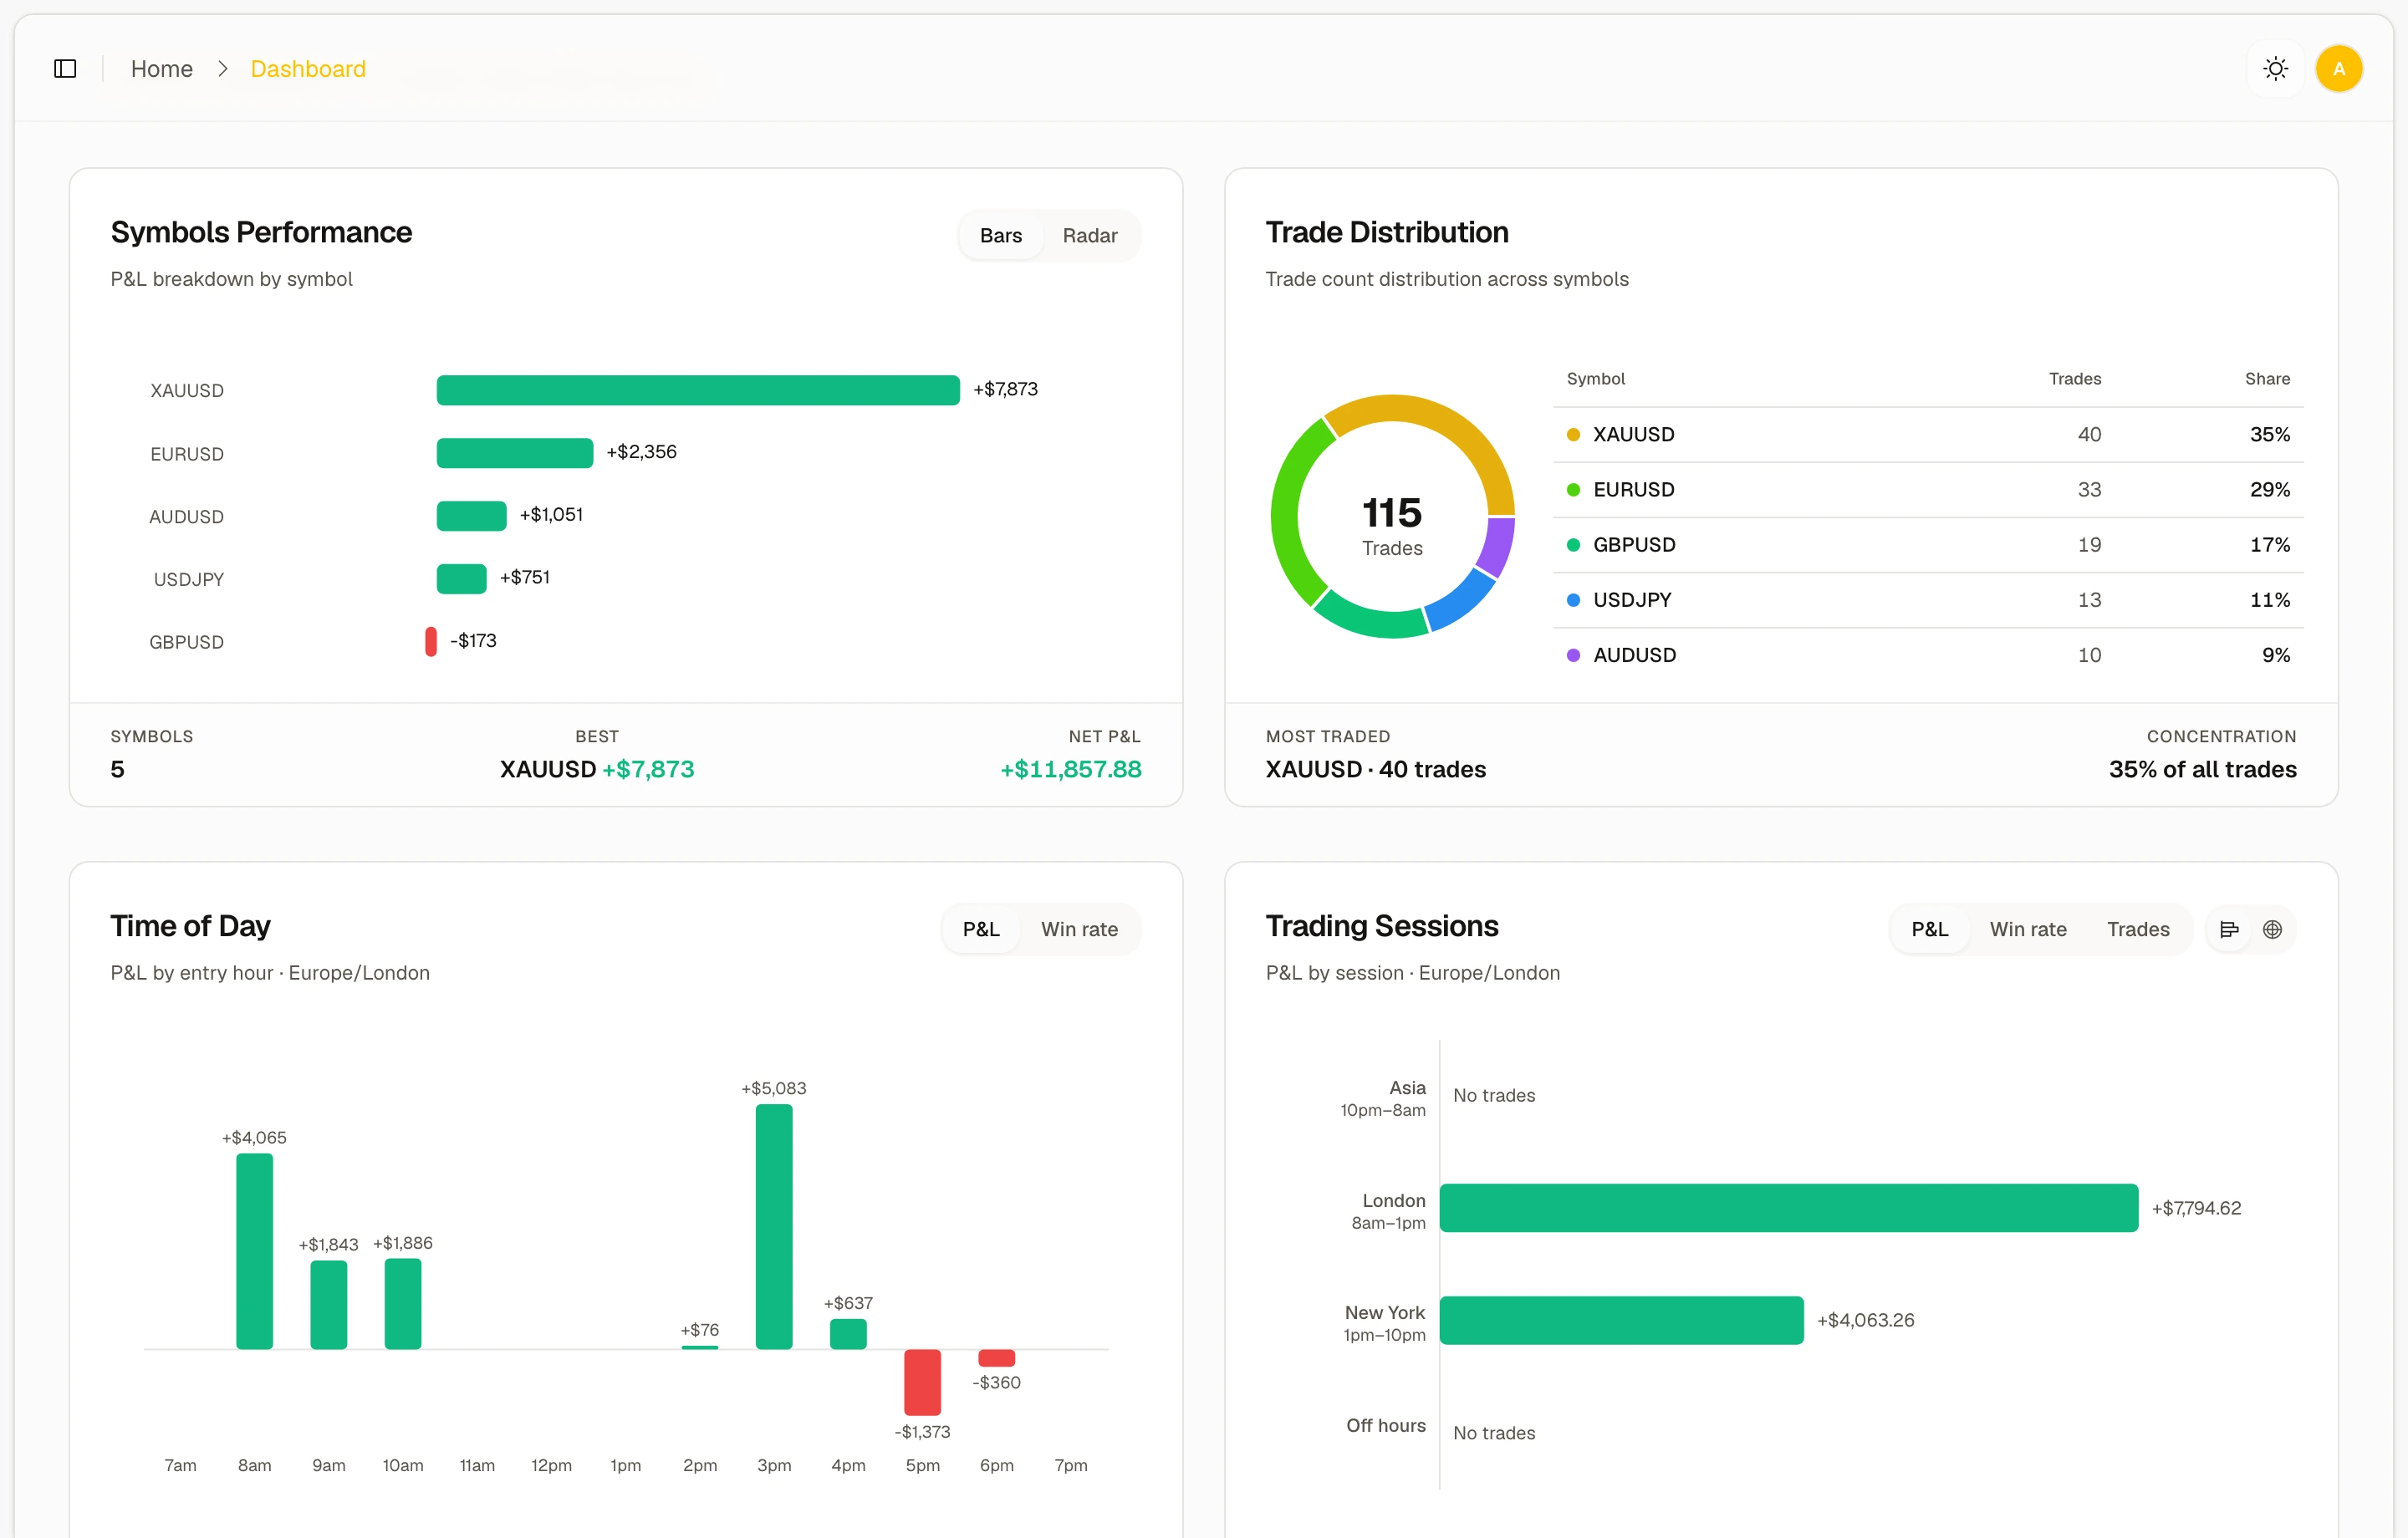 Home > Dashboard
A
Symbols Performance
Bars Radar
P&L breakdown by symbol
XAUUSD +$7,873
EURUSD +$2,356
AUDUSD +$1,051
USDJPY +$751
GBPUSD -$173
SYMBOLS BEST NET P&L
5 XAUUSD +$7,873 +$11,857.88
Trade Distribution
Trade count distribution across symbols
115
Trades
Symbol Trades Share
XAUUSD 40 35%
EURUSD 33 29%
GBPUSD 19 17%
USDJPY 13 11%
AUDUSD 10 9%
MOST TRADED CONCENTRATION
XAUUSD · 40 trades 35% of all trades
Time of Day
P&L Win rate
P&L by entry hour · Europe/London
+$5,083
+$4,065
+$1,843 +$1,886
+$637
+$76
-$360
-$1,373
7am 8am 9am 10am 11am 12pm 1pm 2pm 3pm 4pm 5pm 6pm 7pm
Trading Sessions
P&L Win rate Trades
P&L by session · Europe/London
Asia
10pm–8am
No trades
London
8am–1pm
+$7,794.62
New York
1pm–10pm
+$4,063.26
Off hours
No trades